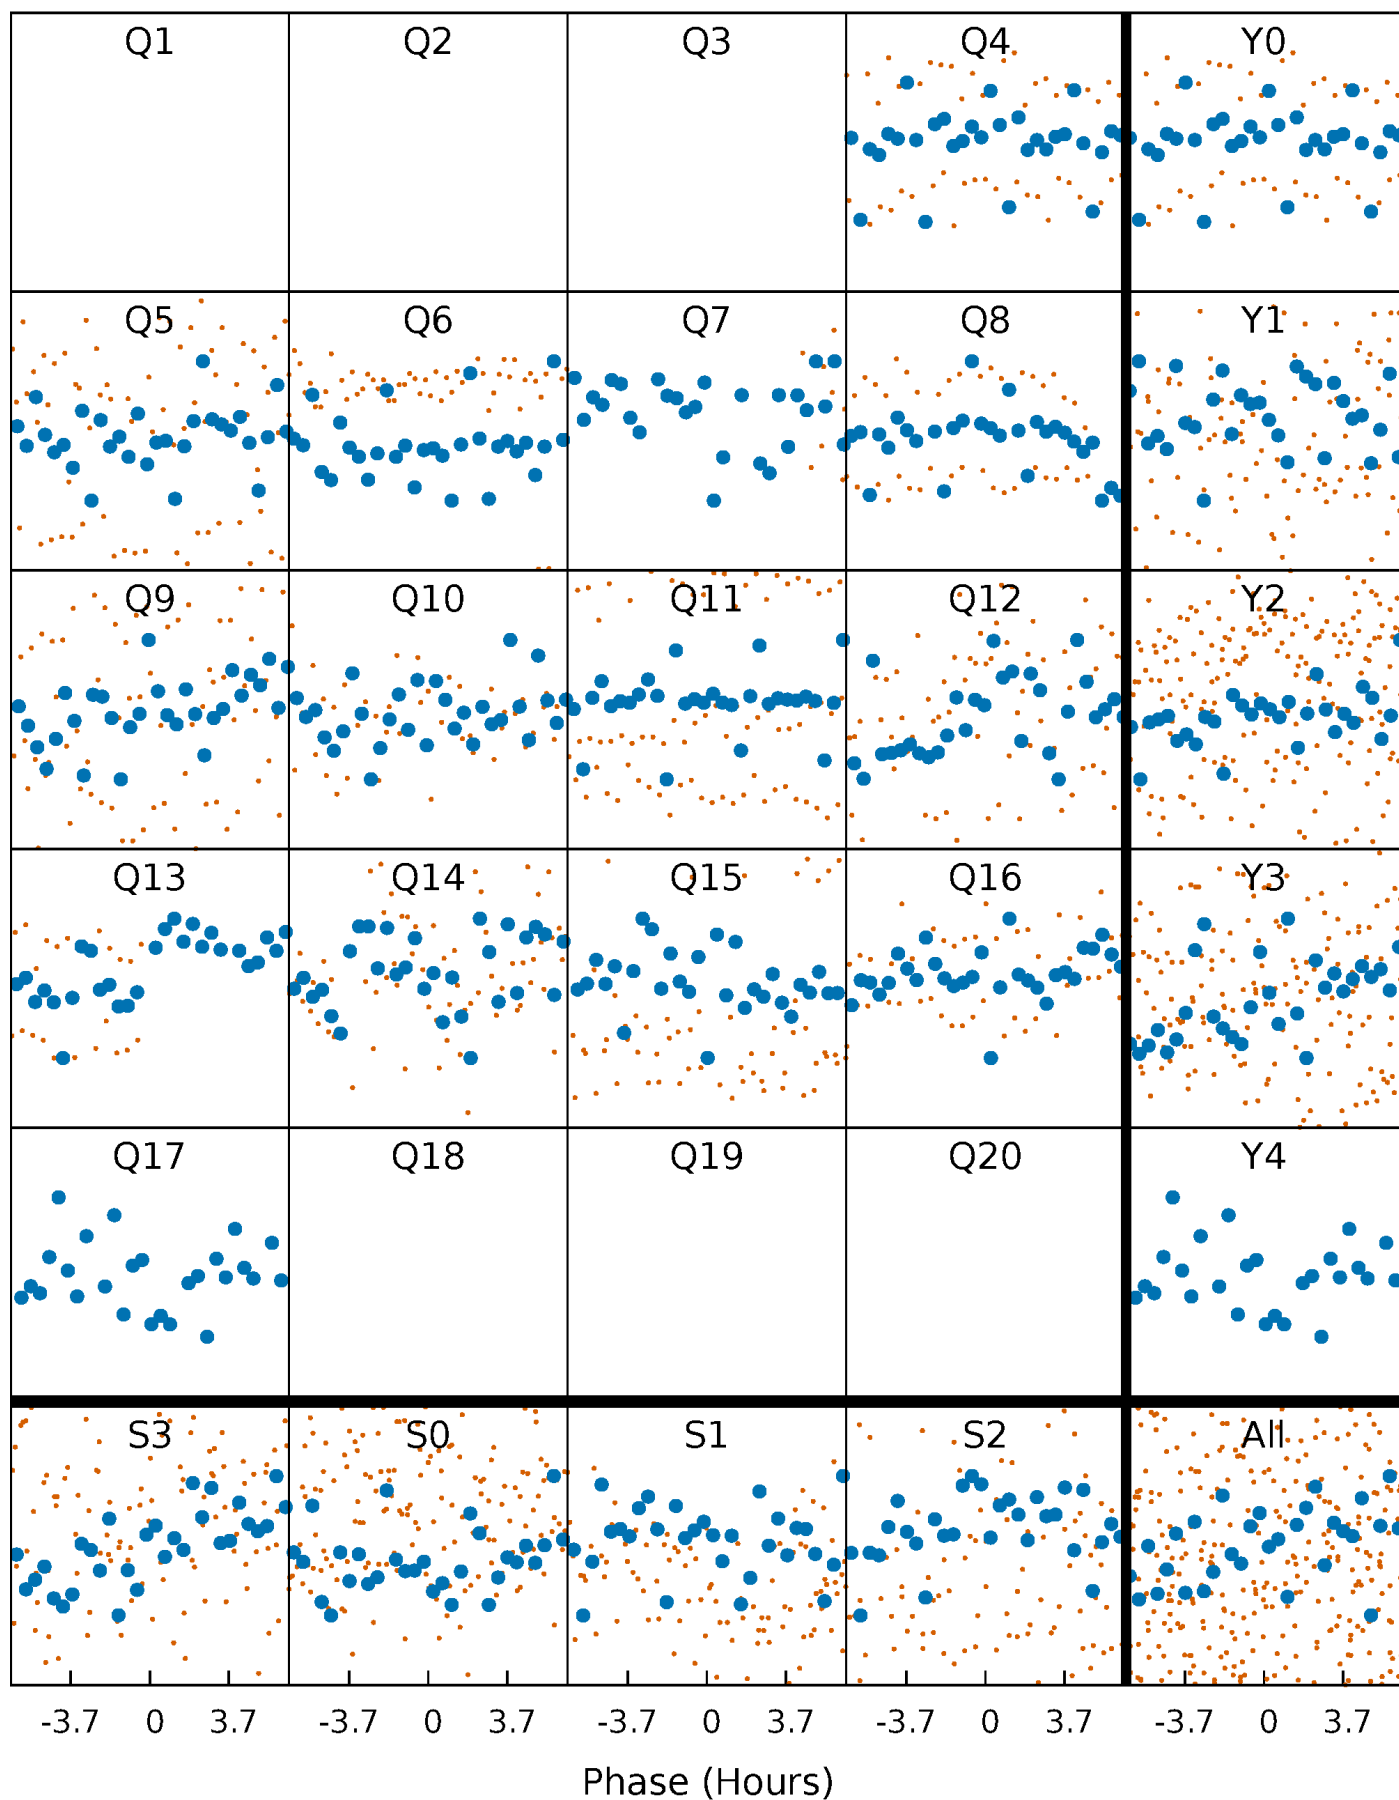 Q1 Q2 Q3 Q4 Y0
Q5 Q6 Q7 Q8 Y1
Q9 Q10 Q11 Q12 Y2
Q13 Q14 Q15 Q16 Y3
Q17 Q18 Q19 Q20 Y4
S3 S0 S1 S2 All
-3.7 0 3.7 -3.7 0 3.7 -3.7 0 3.7 -3.7 0 3.7 -3.7 0 3.7
Phase (Hours)